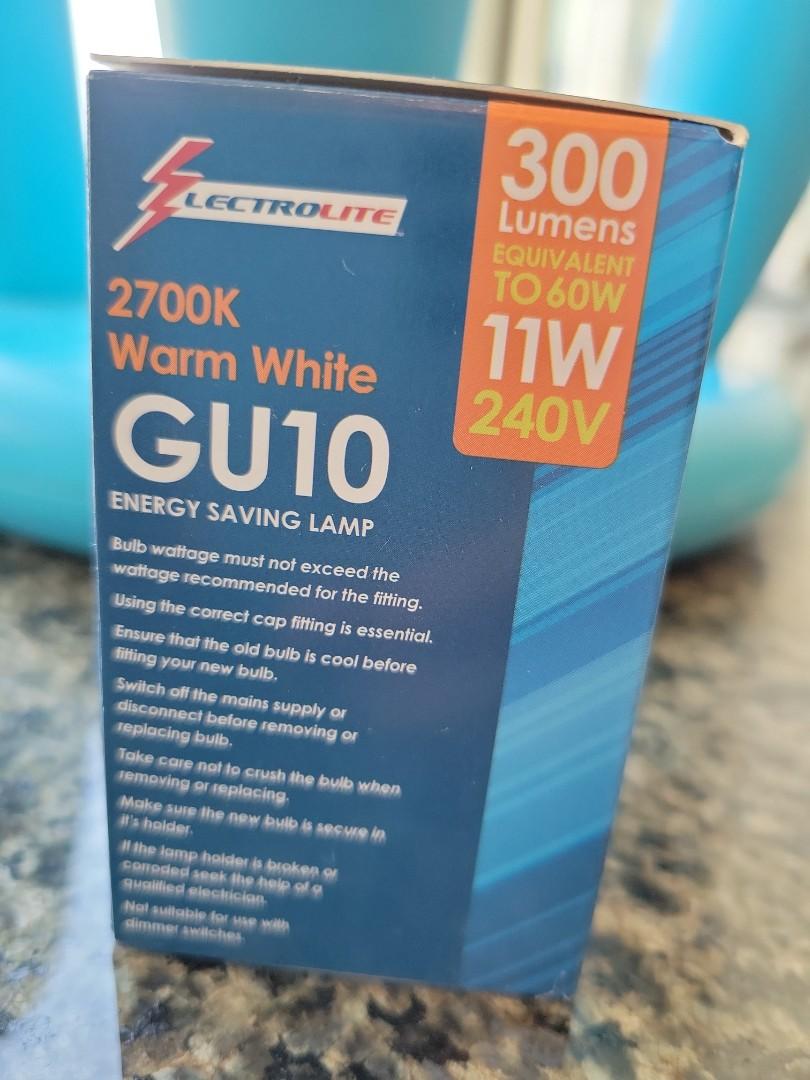 ELECTROLITE
2700K
Warm White
GU10
ENERGY SAVING LAMP
300
Lumens
EQUIVALENT
TO 60W
11W
240V
Bulb wattage must not exceed the
wattage recommended for the fitting.
Using the correct cap fitting is essential.
Ensure that the old bulb is cool before
fitting your new bulb.
Switch off the mains supply or
disconnect before removing or
replacing bulb.
Take care not to crush the bulb when
removing or replacing.
Make sure the new bulb is secure in
it's holder.
If the lamp holder is broken or
corroded seek the help of a
qualified electrician.
Not suitable for use with
dimmer switches.